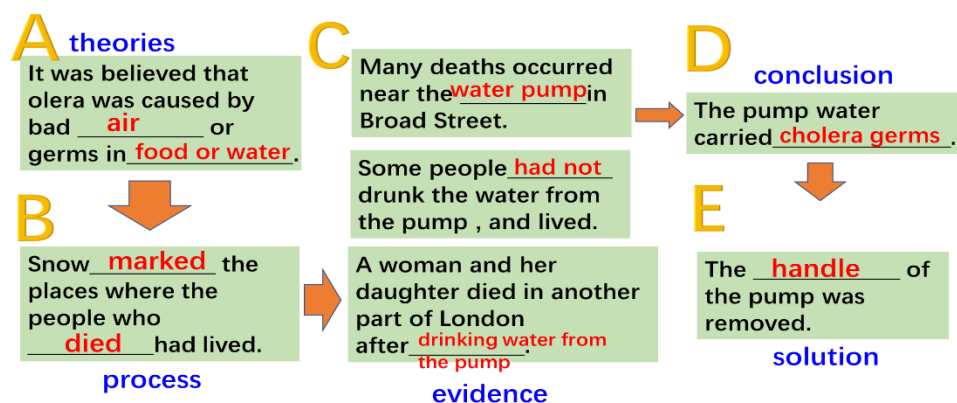 A theories
It was believed that
olera was caused by
bad air or
germs in food or water.
B
Snow marked the
places where the
people who
died had lived.
process
C
Many deaths occurred
near the water pump in
Broad Street.
Some people had not
drunk the water from
the pump , and lived.
A woman and her
daughter died in another
part of London
after drinking water from
the pump.
evidence
D
conclusion
The pump water
carried cholera germs.
E
The handle of
the pump was
removed.
solution